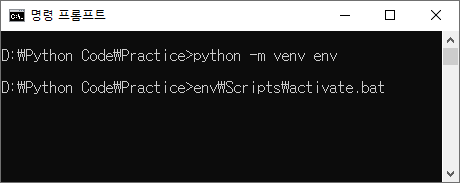 명령 프롬프트
D:₩Python Code₩Practice>python -m venv env
D:₩Python Code₩Practice>env₩Scripts₩activate.bat